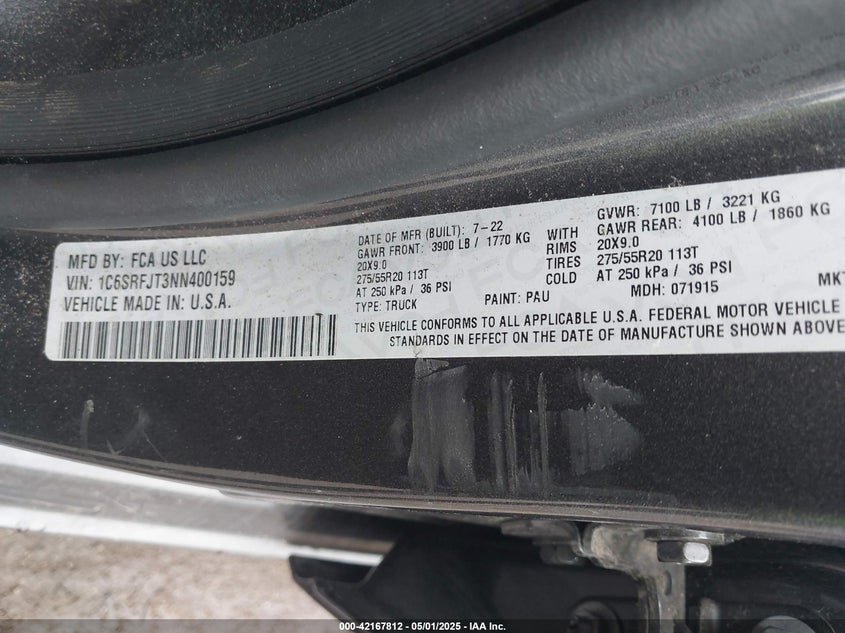 MFD BY: FCA US LLC
VIN: 1C6SRFJT3NN400159
VEHICLE MADE IN: U.S.A.
DATE OF MFR (BUILT): 7-22
GAWR FRONT: 3900 LB / 1770 KG
20X9.0
275/55R20 113T
AT 250 kPa / 36 PSI
TYPE: TRUCK
PAINT: PAU
WITH
RIMS
TIRES
COLD
GVWR: 7100 LB / 3221 KG
GAWR REAR: 4100 LB / 1860 KG
20X9.0
275/55R20 113T
AT 250 kPa / 36 PSI
MDH: 071915
MKT
THIS VEHICLE CONFORMS TO ALL APPLICABLE U.S.A. FEDERAL MOTOR VEHICLE
STANDARDS IN EFFECT ON THE DATE OF MANUFACTURE SHOWN ABOVE
000-42167812 - 05/01/2025 - IAA Inc.